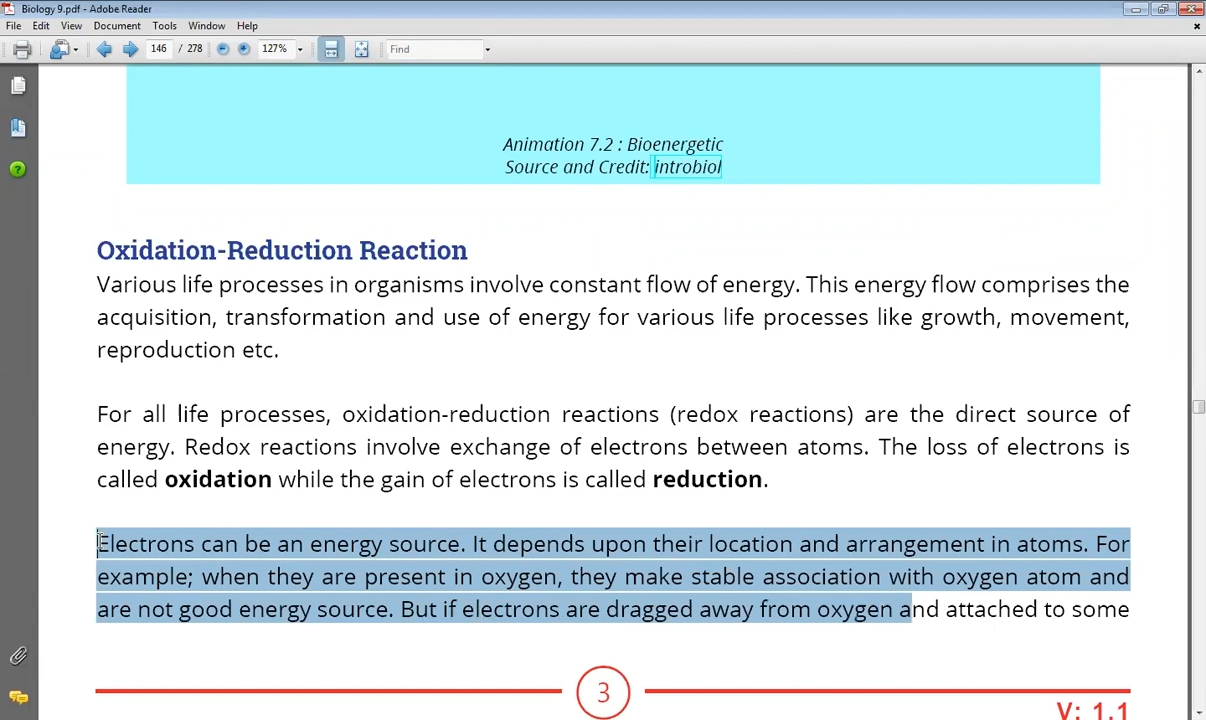 Biology 9.pdf - Adobe Reader
File Edit View Document Tools Window Help
146 / 278 127% Find
Animation 7.2 : Bioenergetic
Source and Credit: introbiol
Oxidation-Reduction Reaction
Various life processes in organisms involve constant flow of energy. This energy flow comprises the
acquisition, transformation and use of energy for various life processes like growth, movement,
reproduction etc.
For all life processes, oxidation-reduction reactions (redox reactions) are the direct source of
energy. Redox reactions involve exchange of electrons between atoms. The loss of electrons is
called oxidation while the gain of electrons is called reduction.
Electrons can be an energy source. It depends upon their location and arrangement in atoms. For
example; when they are present in oxygen, they make stable association with oxygen atom and
are not good energy source. But if electrons are dragged away from oxygen and attached to some
3
V: 1.1